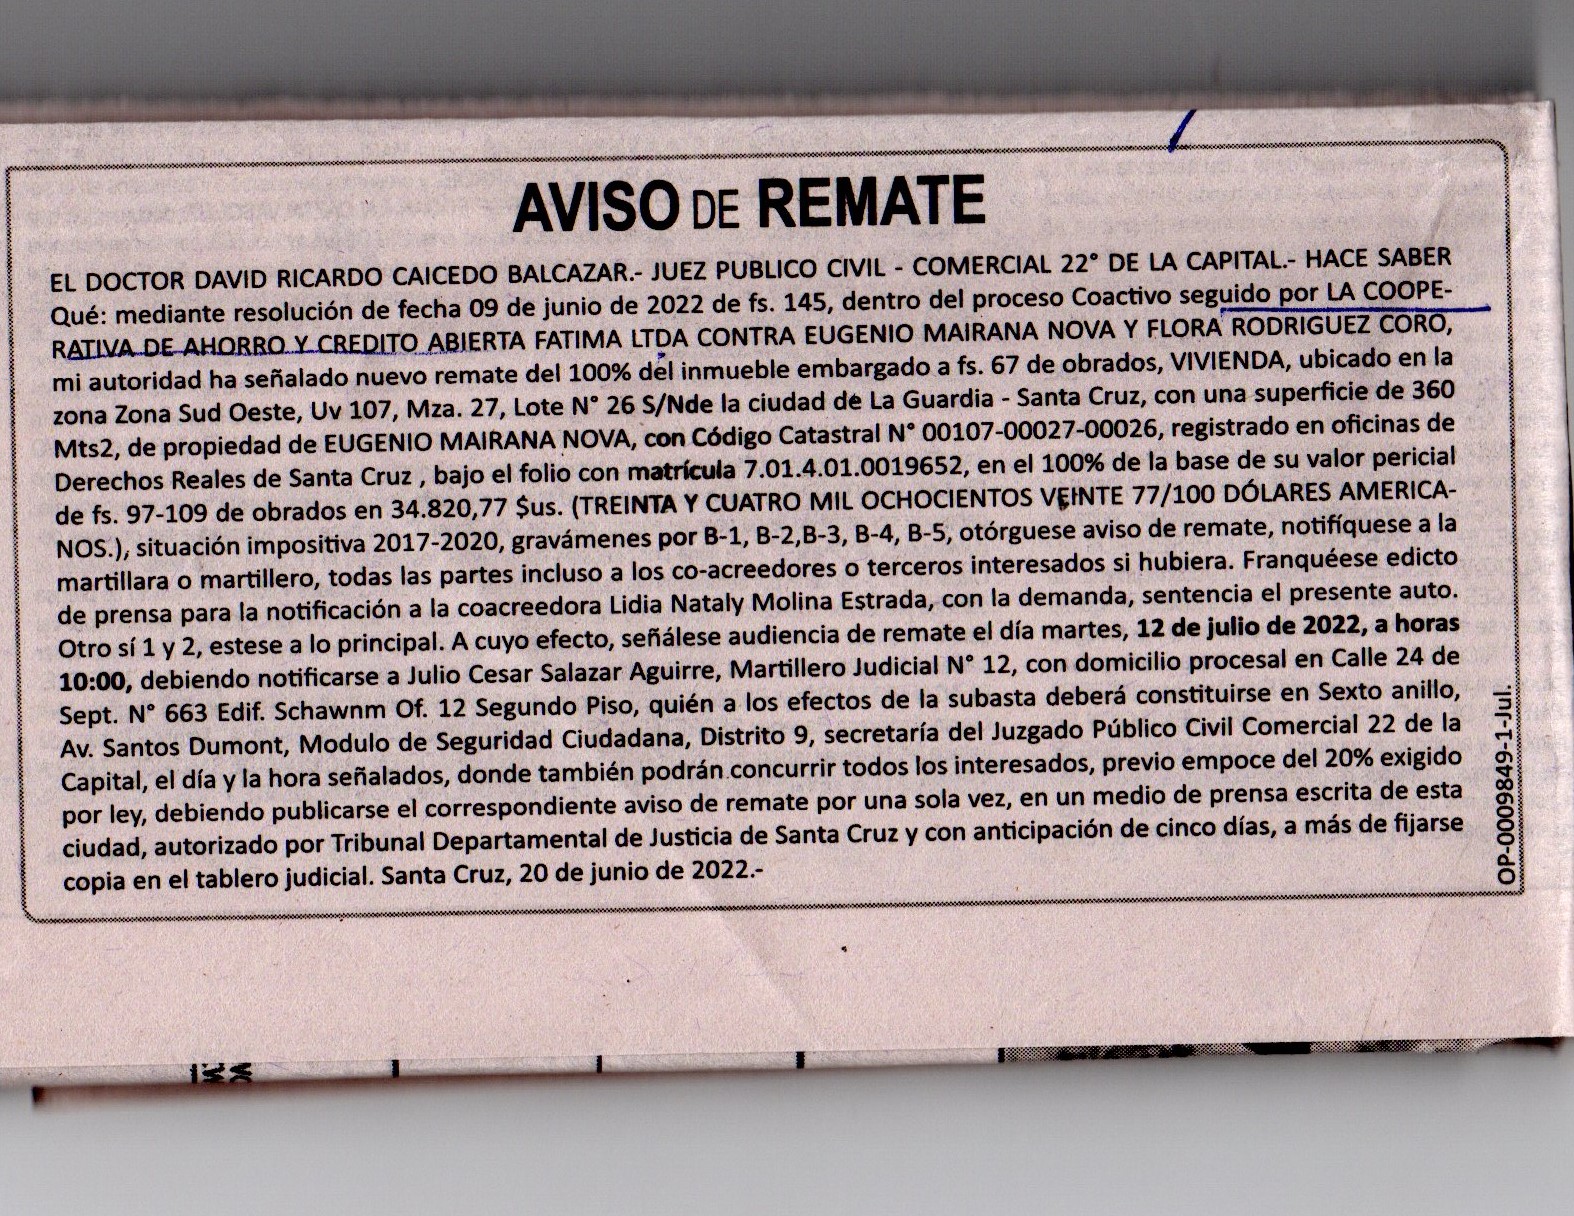 AVISO DE REMATE
EL DOCTOR DAVID RICARDO CAICEDO BALCAZAR.- JUEZ PUBLICO CIVIL - COMERCIAL 22° DE LA CAPITAL.- HACE SABER
Qué: mediante resolución de fecha 09 de junio de 2022 de fs. 145, dentro del proceso Coactivo seguido por LA COOPE-
RATIVA DE AHORRO Y CREDITO ABIERTA FATIMA LTDA CONTRA EUGENIO MAIRANA NOVA Y FLORA RODRIGUEZ CORO,
mi autoridad ha señalado nuevo remate del 100% del inmueble embargado a fs. 67 de obrados, VIVIENDA, ubicado en la
zona Zona Sud Oeste, Uv 107, Mza. 27, Lote N° 26 S/Nde la ciudad de La Guardia - Santa Cruz, con una superficie de 360
Mts2, de propiedad de EUGENIO MAIRANA NOVA, con Código Catastral N° 00107-00027-00026, registrado en oficinas de
Derechos Reales de Santa Cruz , bajo el folio con matrícula 7.01.4.01.0019652, en el 100% de la base de su valor pericial
de fs. 97-109 de obrados en 34.820,77 $us. (TREINTA Y CUATRO MIL OCHOCIENTOS VEINTE 77/100 DÓLARES AMERICA-
NOS.), situación impositiva 2017-2020, gravámenes por B-1, B-2,B-3, B-4, B-5, otórguese aviso de remate, notifíquese a la
martillara o martillero, todas las partes incluso a los co-acreedores o terceros interesados si hubiera. Franquéese edicto
de prensa para la notificación a la coacreedora Lidia Nataly Molina Estrada, con la demanda, sentencia el presente auto.
Otro sí 1 y 2, estese a lo principal. A cuyo efecto, señálese audiencia de remate el día martes, 12 de julio de 2022, a horas
10:00, debiendo notificarse a Julio Cesar Salazar Aguirre, Martillero Judicial N° 12, con domicilio procesal en Calle 24 de
Sept. N° 663 Edif. Schawnm Of. 12 Segundo Piso, quién a los efectos de la subasta deberá constituirse en Sexto anillo,
Av. Santos Dumont, Modulo de Seguridad Ciudadana, Distrito 9, secretaría del Juzgado Público Civil Comercial 22 de la
Capital, el día y la hora señalados, donde también podrán concurrir todos los interesados, previo empoce del 20% exigido
por ley, debiendo publicarse el correspondiente aviso de remate por una sola vez, en un medio de prensa escrita de esta
ciudad, autorizado por Tribunal Departamental de Justicia de Santa Cruz y con anticipación de cinco días, a más de fijarse
copia en el tablero judicial. Santa Cruz, 20 de junio de 2022.-
OP-0009849-1-Jul.